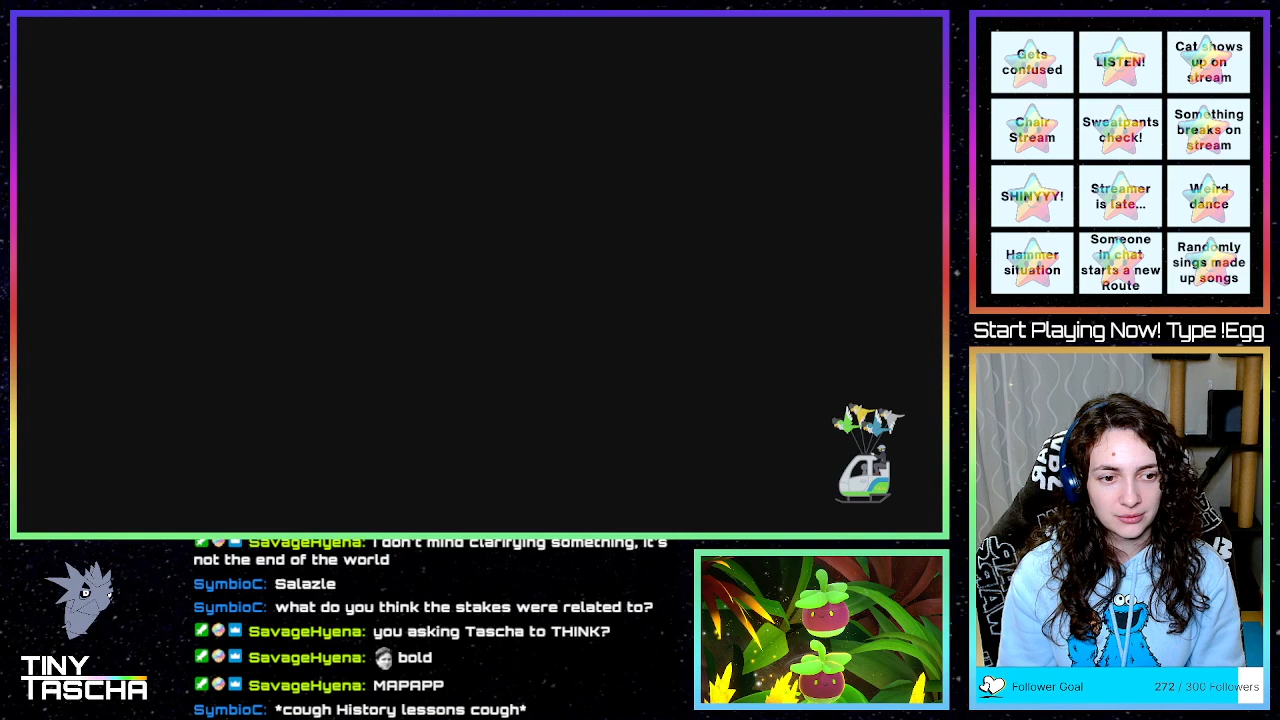 Gets
confused
LISTEN!
Cat shows
up on
stream
Chair
Stream
Sweatpants
check!
Something
breaks on
stream
SHINYYY!
Streamer
is late...
Weird
dance
Hammer
situation
Someone
in chat
starts a new
Route
Randomly
sings made
up songs
Start Playing Now! Type !Egg
SavageHyena: I don't mind clarifying something, it's
not the end of the world
SymbioC: Salazle
SymbioC: what do you think the stakes were related to?
SavageHyena: you asking Tascha to THINK?
SavageHyena: bold
SavageHyena: MAPAPP
SymbioC: *cough History lessons cough*
TINY
TASCHA
Follower Goal
272 / 300 Followers